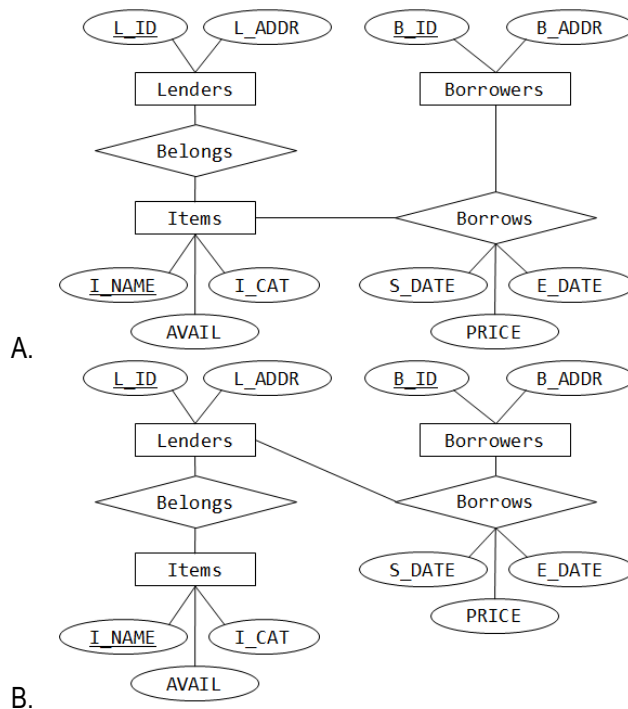 L_ID L_ADDR B_ID B_ADDR
Lenders Borrowers
Belongs
Items Borrows
I_NAME I_CAT S_DATE E_DATE
AVAIL PRICE
A.
L_ID L_ADDR B_ID B_ADDR
Lenders Borrowers
Belongs Borrows
Items S_DATE E_DATE
PRICE
I_NAME I_CAT
AVAIL
B.